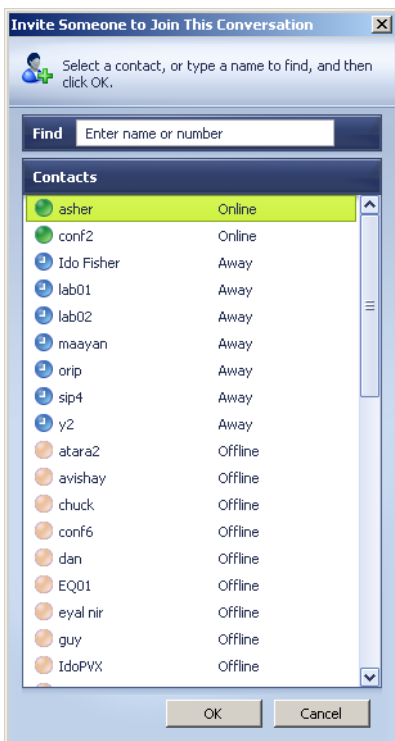 Invite Someone to Join This Conversation
Select a contact, or type a name to find, and then
click OK.
Find Enter name or number
Contacts
asher Online
conf2 Online
Ido Fisher Away
lab01 Away
lab02 Away
maayan Away
orip Away
sip4 Away
y2 Away
atara2 Offline
avishay Offline
chuck Offline
conf6 Offline
dan Offline
EQ01 Offline
eyal nir Offline
guy Offline
IdoPVX Offline
OK Cancel